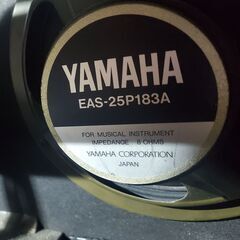 YAMAHA
EAS-25P183A
FOR MUSICAL INSTRUMENT
IMPEDANCE 8 OHMS
YAMAHA CORPORATION
JAPAN